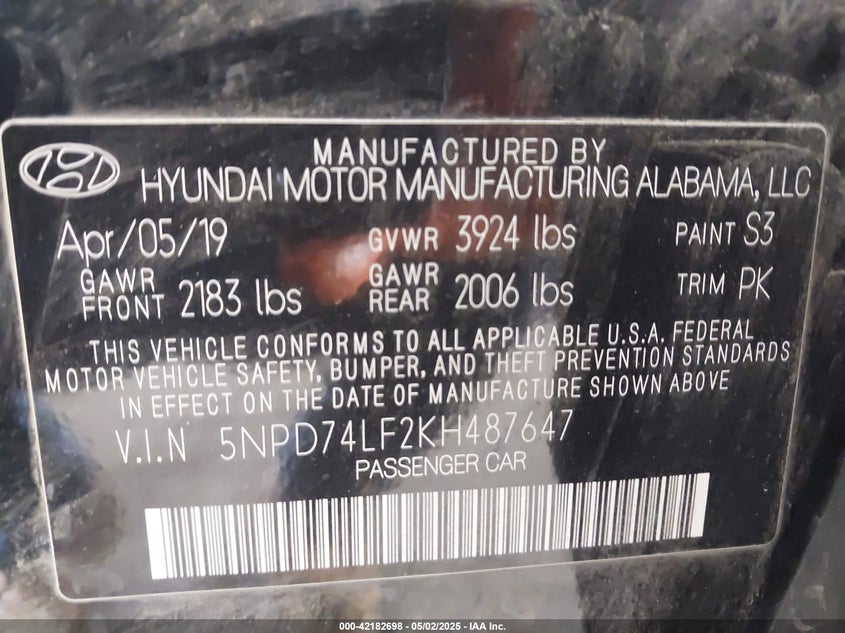 MANUFACTURED BY
HYUNDAI MOTOR MANUFACTURING ALABAMA, LLC
Apr/05/19 GVWR 3924 lbs PAINT S3
GAWR FRONT 2183 lbs GAWR REAR 2006 lbs TRIM PK
THIS VEHICLE CONFORMS TO ALL APPLICABLE U.S.A. FEDERAL
MOTOR VEHICLE SAFETY, BUMPER, AND THEFT PREVENTION STANDARDS
IN EFFECT ON THE DATE OF MANUFACTURE SHOWN ABOVE
V.I.N 5NPD74LF2KH487647
PASSENGER CAR
000-42182698 - 05/02/2025 - IAA Inc.